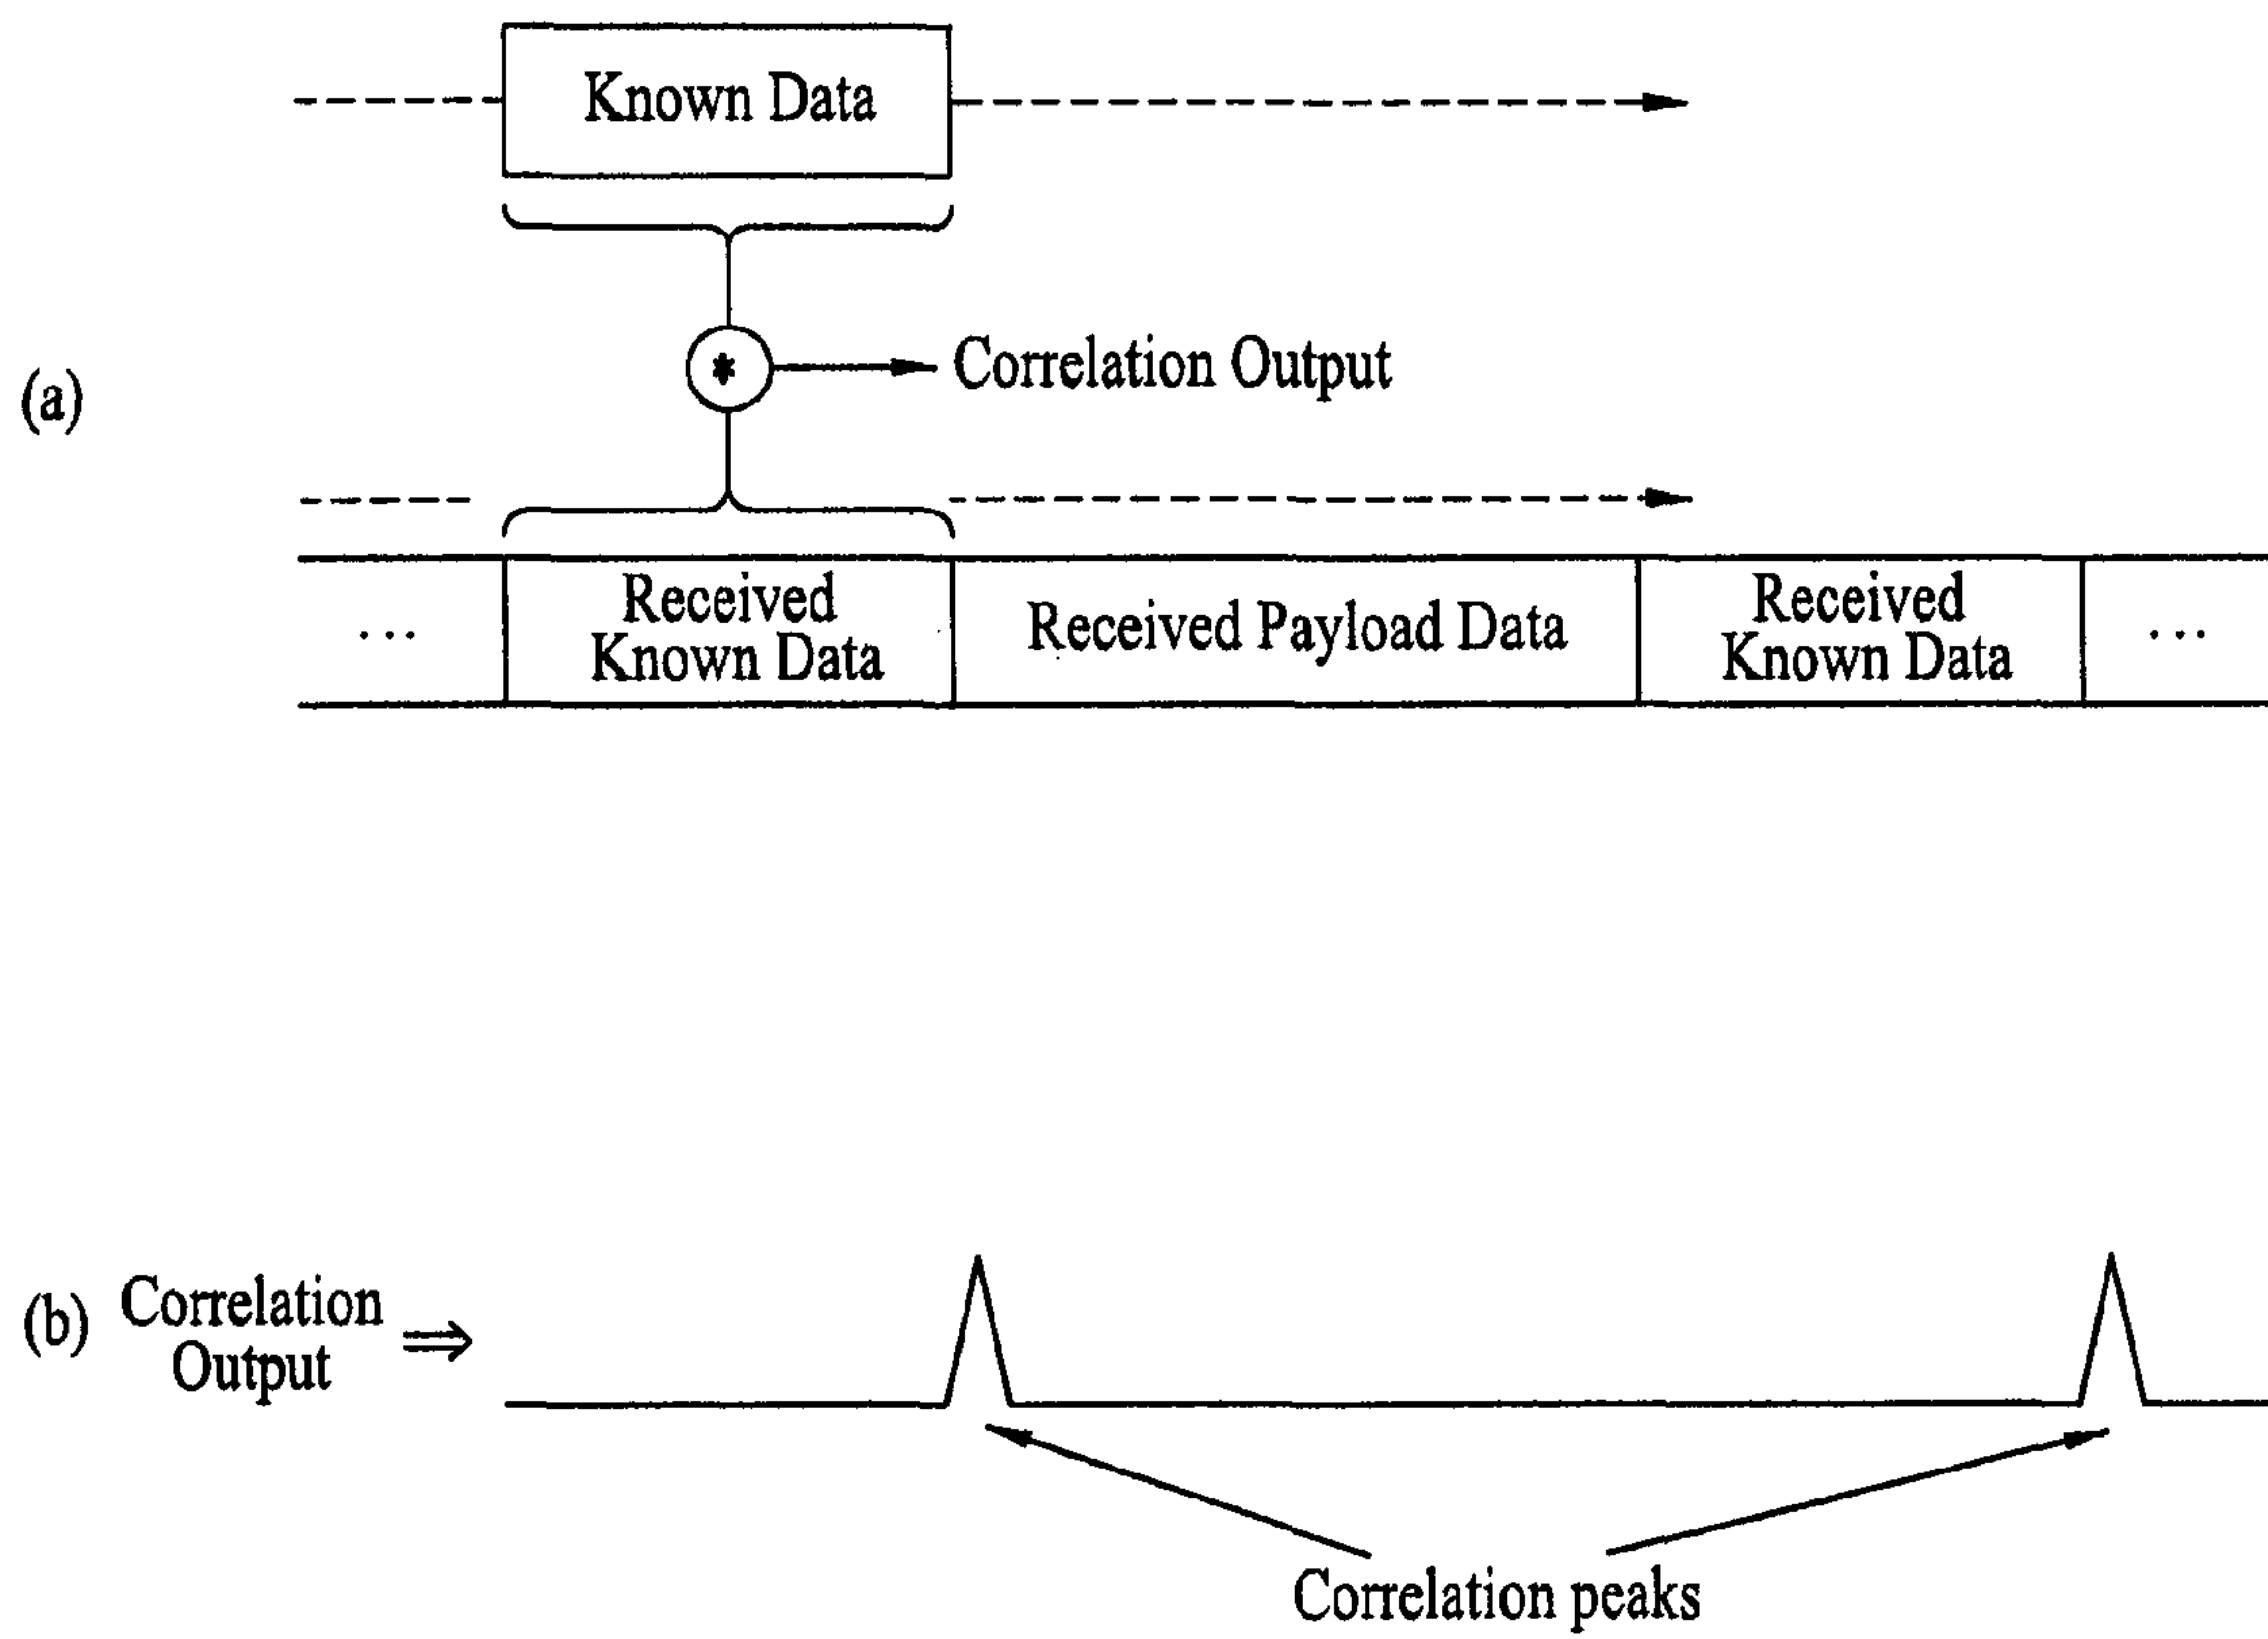 Known Data
(a)
*
Correlation Output
...
Received
Known Data
Received Payload Data
Received
Known Data
...
(b)
Correlation
Output
⇒
Correlation peaks